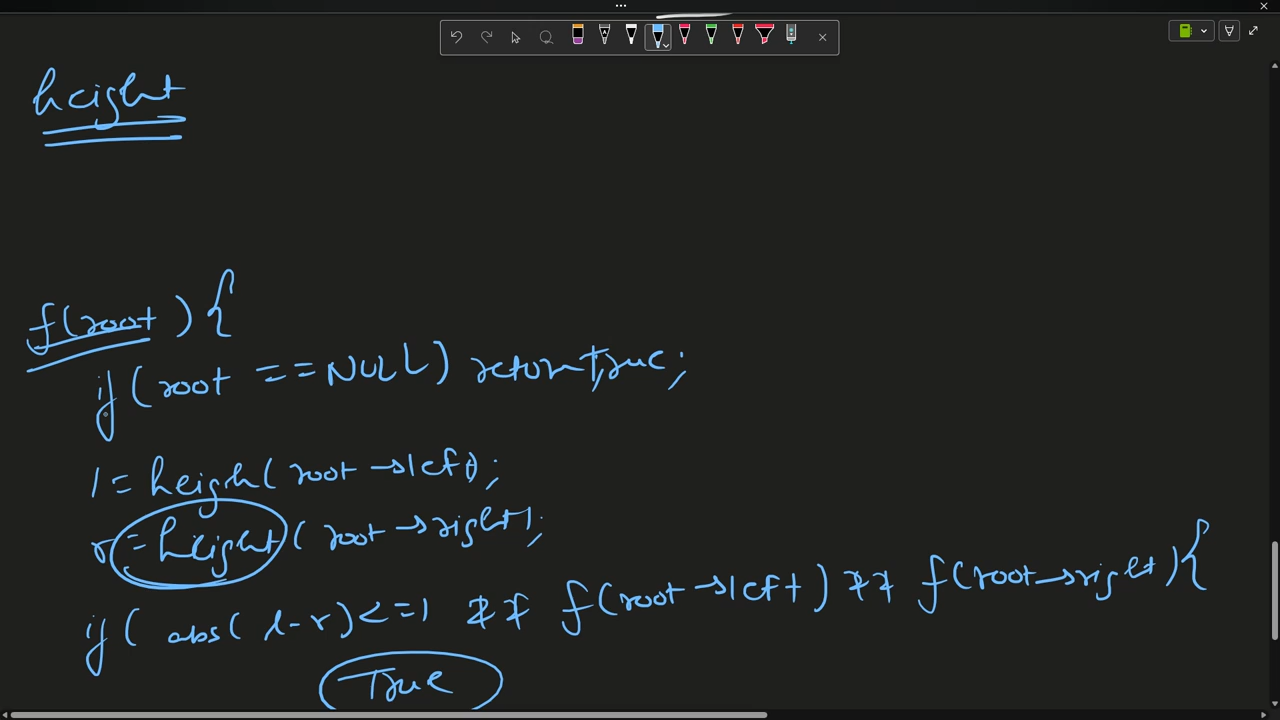 height
f(root) {
if (root == NULL) return True;
l = heigh(root→left);
r = height(root→right);
if( abs( l-r)<=1 && f(root→left) && f(root→right){
True